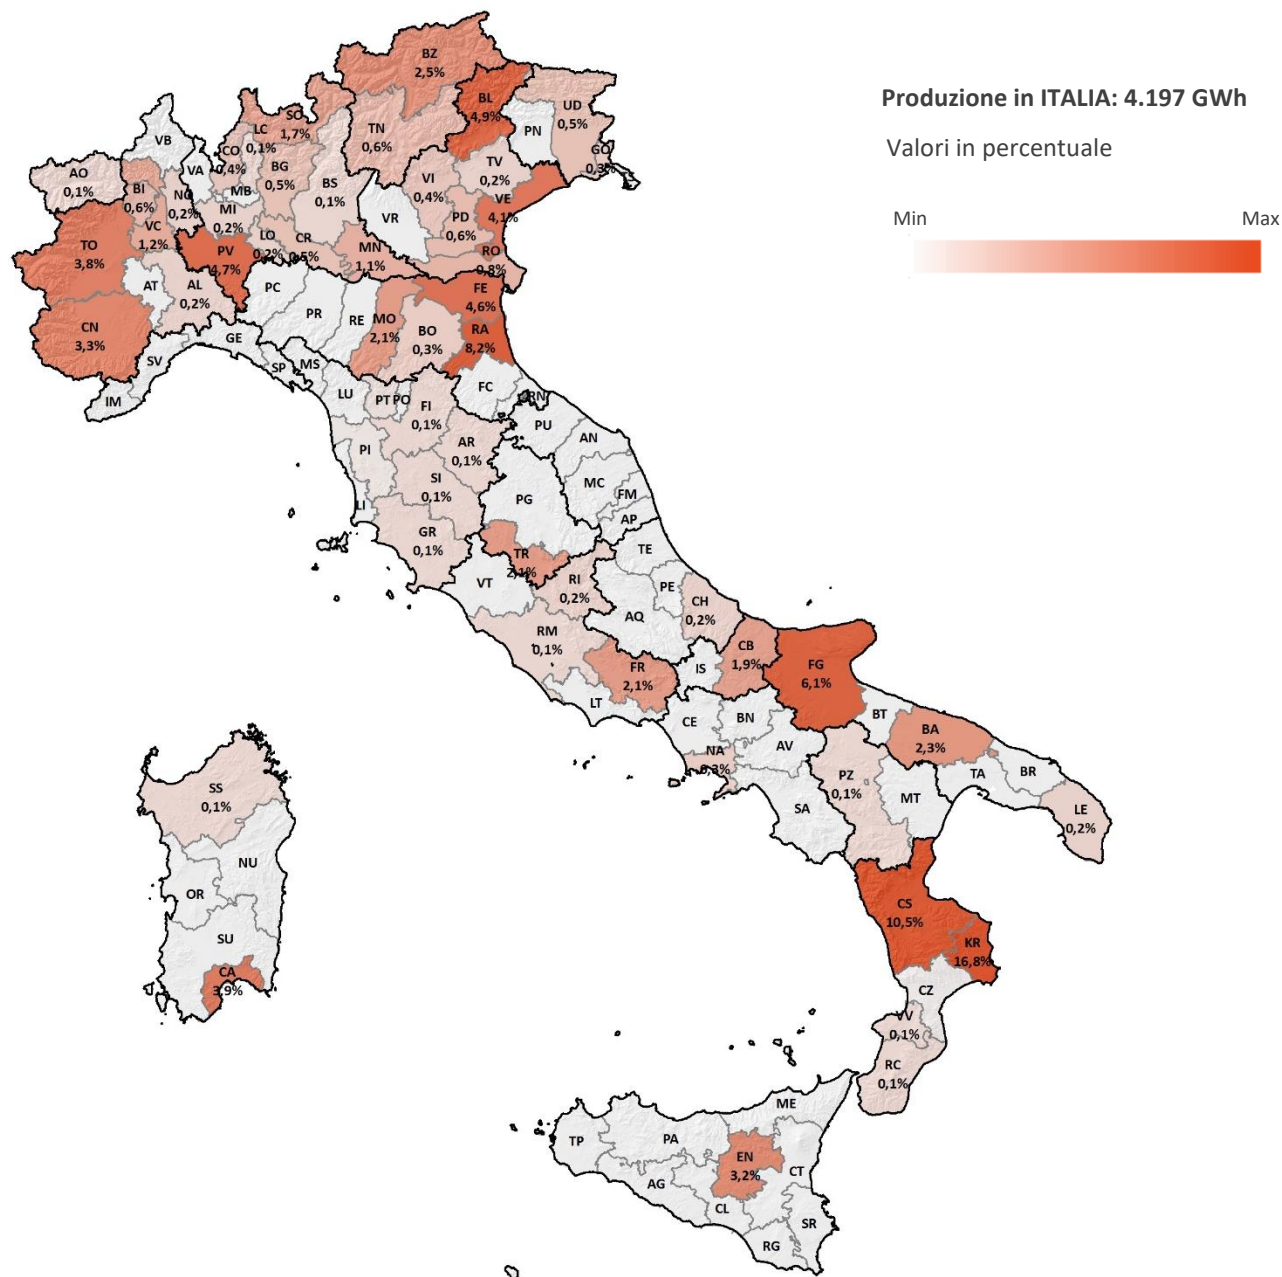 Produzione in ITALIA: 4.197 GWh
Valori in percentuale
Min
Max
BZ
2,5%
BL
4,9%
UD
0,5%
PN
GO
0,3%
SO
1,7%
LC
0,1%
CO
0,4%
VB
VA
TN
0,6%
BG
0,5%
BS
0,1%
TV
0,2%
VI
0,4%
VE
4,1%
AO
0,1%
BI
0,6%
NO
0,2%
MB
MI
0,2%
VR
PD
0,6%
VC
1,2%
LO
0,2%
CR
0,5%
MN
1,1%
RO
0,8%
TO
3,8%
PV
4,7%
AT
AL
0,2%
PC
PR
RE
MO
2,1%
FE
4,6%
BO
0,3%
RA
8,2%
CN
3,3%
GE
SV
IM
SP
MS
LU
PT
PO
FI
0,1%
FC
RN
PU
AN
PI
AR
0,1%
SI
0,1%
MC
FM
AP
PG
LI
GR
0,1%
TR
2,1%
TE
VT
RI
0,2%
PE
CH
0,2%
AQ
RM
0,1%
FR
2,1%
IS
CB
1,9%
FG
6,1%
LT
CE
BN
BT
BA
2,3%
NA
0,3%
AV
PZ
0,1%
TA
BR
SA
MT
LE
0,2%
SS
0,1%
NU
OR
SU
CA
3,9%
CS
10,5%
KR
16,8%
CZ
VV
0,1%
RC
0,1%
ME
TP
PA
EN
3,2%
CT
AG
CL
SR
RG